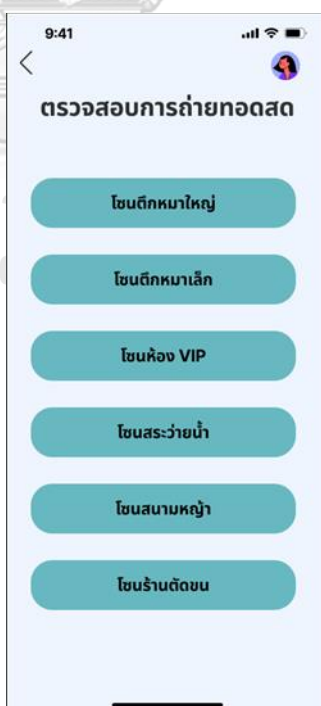 9:41
ตรวจสอบการถ่ายทอดสด
โซนตึกหมาใหญ่
โซนตึกหมาเล็ก
โซนห้อง VIP
โซนสระว่ายน้ำ
โซนสนามหญ้า
โซนร้านตัดขน